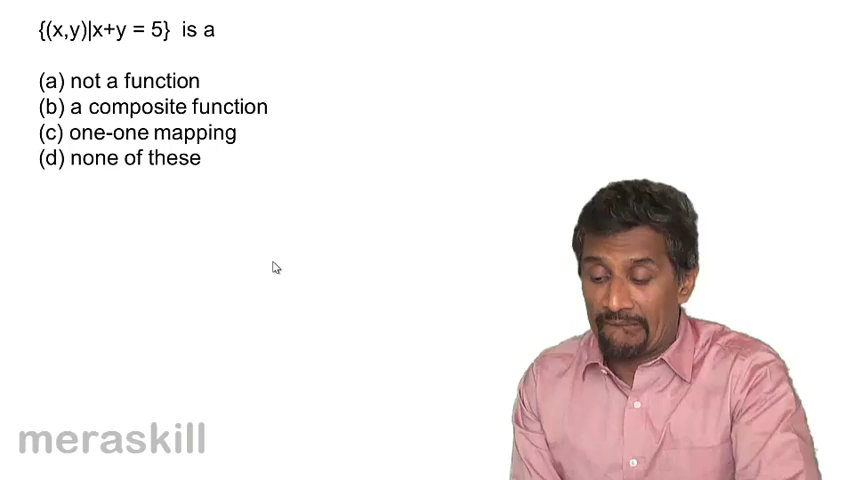 {(x,y)|x+y = 5}  is a
(a) not a function
(b) a composite function
(c) one-one mapping
(d) none of these
meraskill